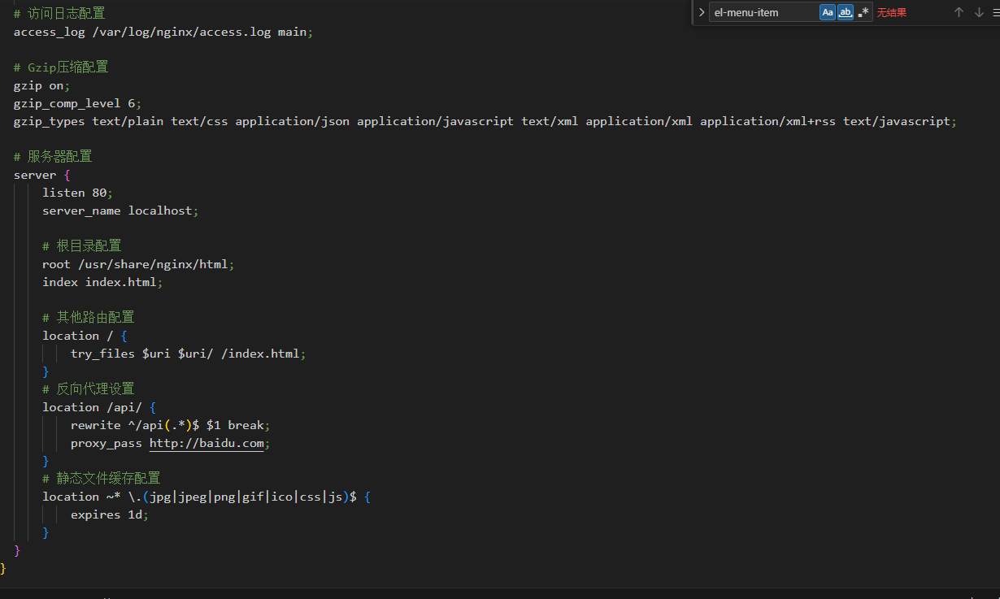 # 访问日志配置
access_log /var/log/nginx/access.log main;
# Gzip压缩配置
gzip on;
gzip_comp_level 6;
gzip_types text/plain text/css application/json application/javascript text/xml application/xml application/xml+rss text/javascript;
# 服务器配置
server {
listen 80;
server_name localhost;
# 根目录配置
root /usr/share/nginx/html;
index index.html;
# 其他路由配置
location / {
try_files $uri $uri/ /index.html;
}
# 反向代理设置
location /api/ {
rewrite ^/api(.*)$ $1 break;
proxy_pass http://baidu.com;
}
# 静态文件缓存配置
location ~* \.(jpg|jpeg|png|gif|ico|css|js)$ {
expires 1d;
}
}
}
el-menu-item Aa ab .* 无结果